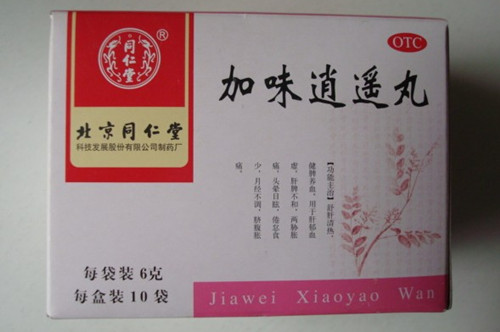 同仁堂
®
OTC
加味逍遥丸
北京同仁堂
科技发展股份有限公司制药厂
【功能主治】舒肝清热,
健脾养血。用于肝郁血
虚,肝脾不和,两胁胀
痛,头晕目眩,倦怠食
少,月经不调,脐腹胀
痛。
每袋装6克
每盒装10袋
Jiawei Xiaoyao Wan